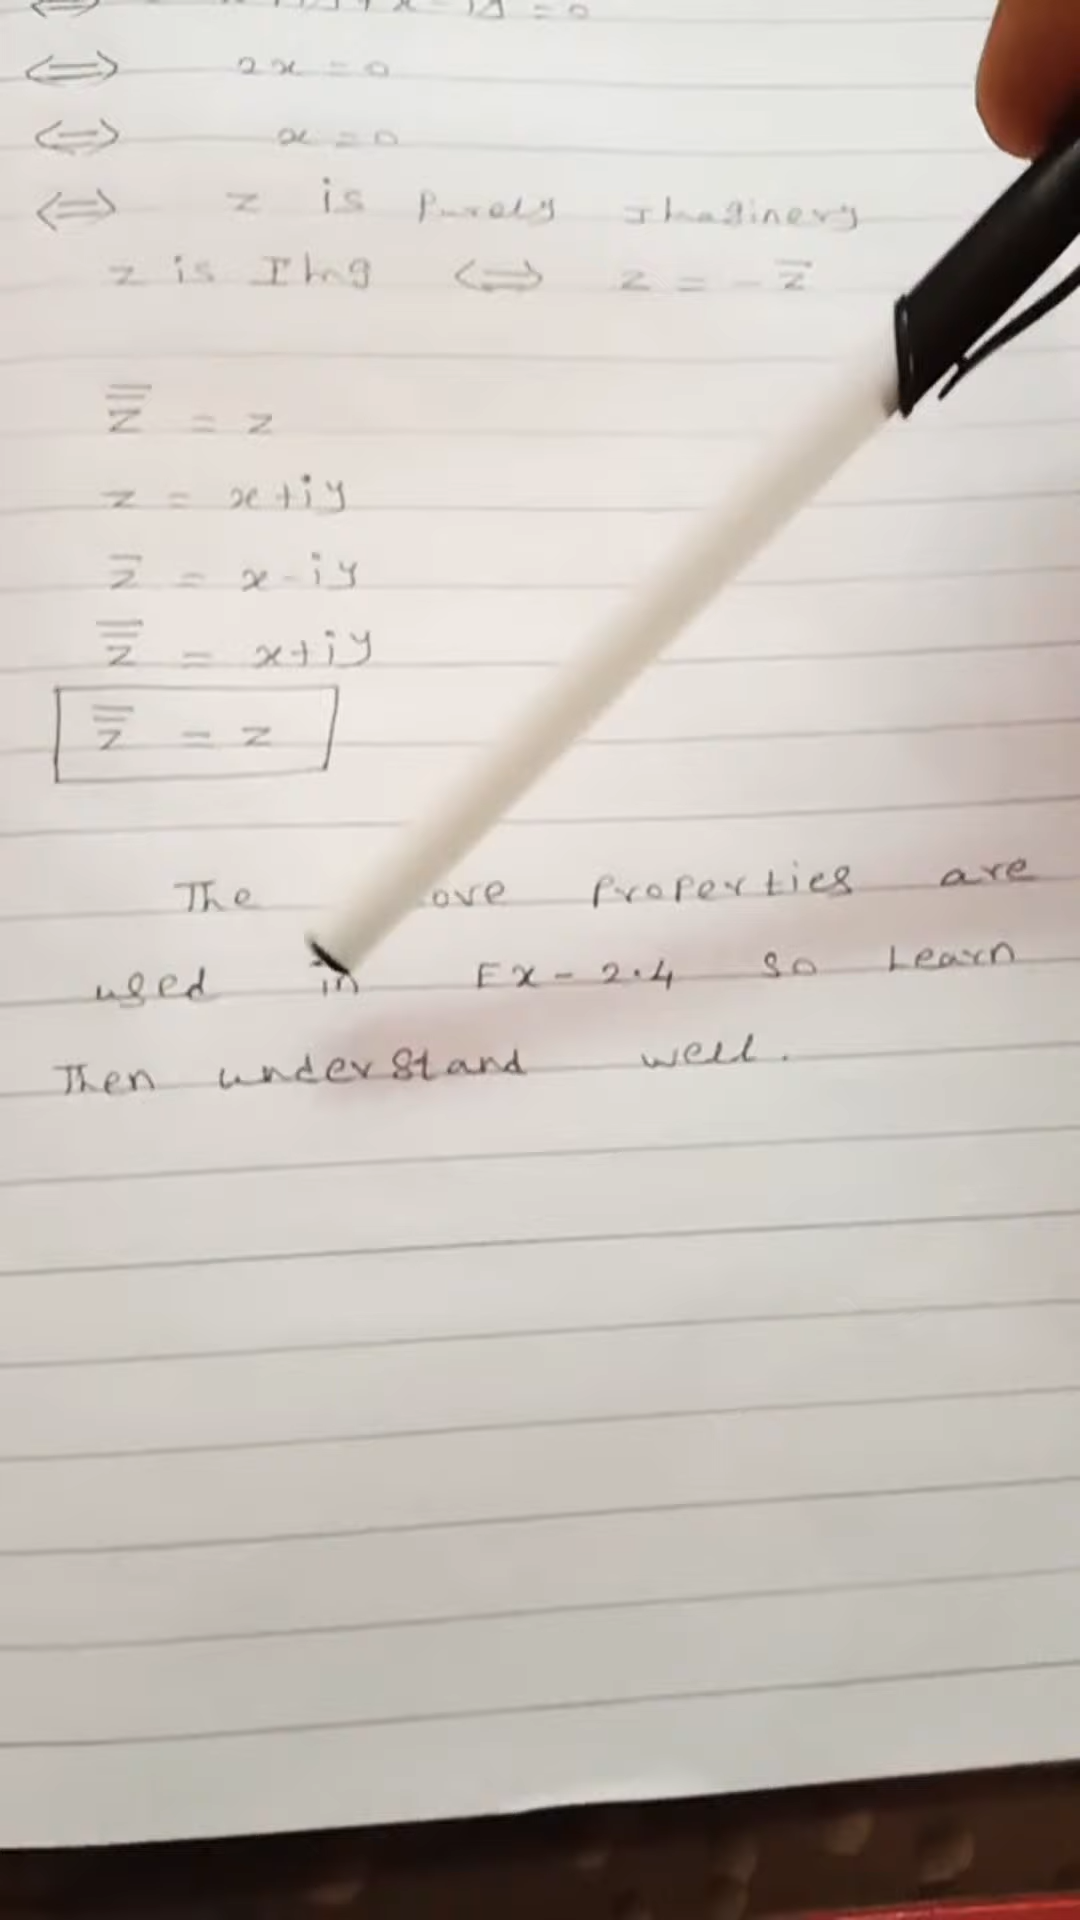 ⟺ 2x = 0
⟺ x = 0
⟺ z is Purely Imaginery
z is Img ⟺ z = -z̅
z̿ = z
z = x+iy
z̅ = x-iy
z̿ = x+iy
z̿ = z
The ove Properties are
used in Ex-2.4 so Learn
Then understand well.